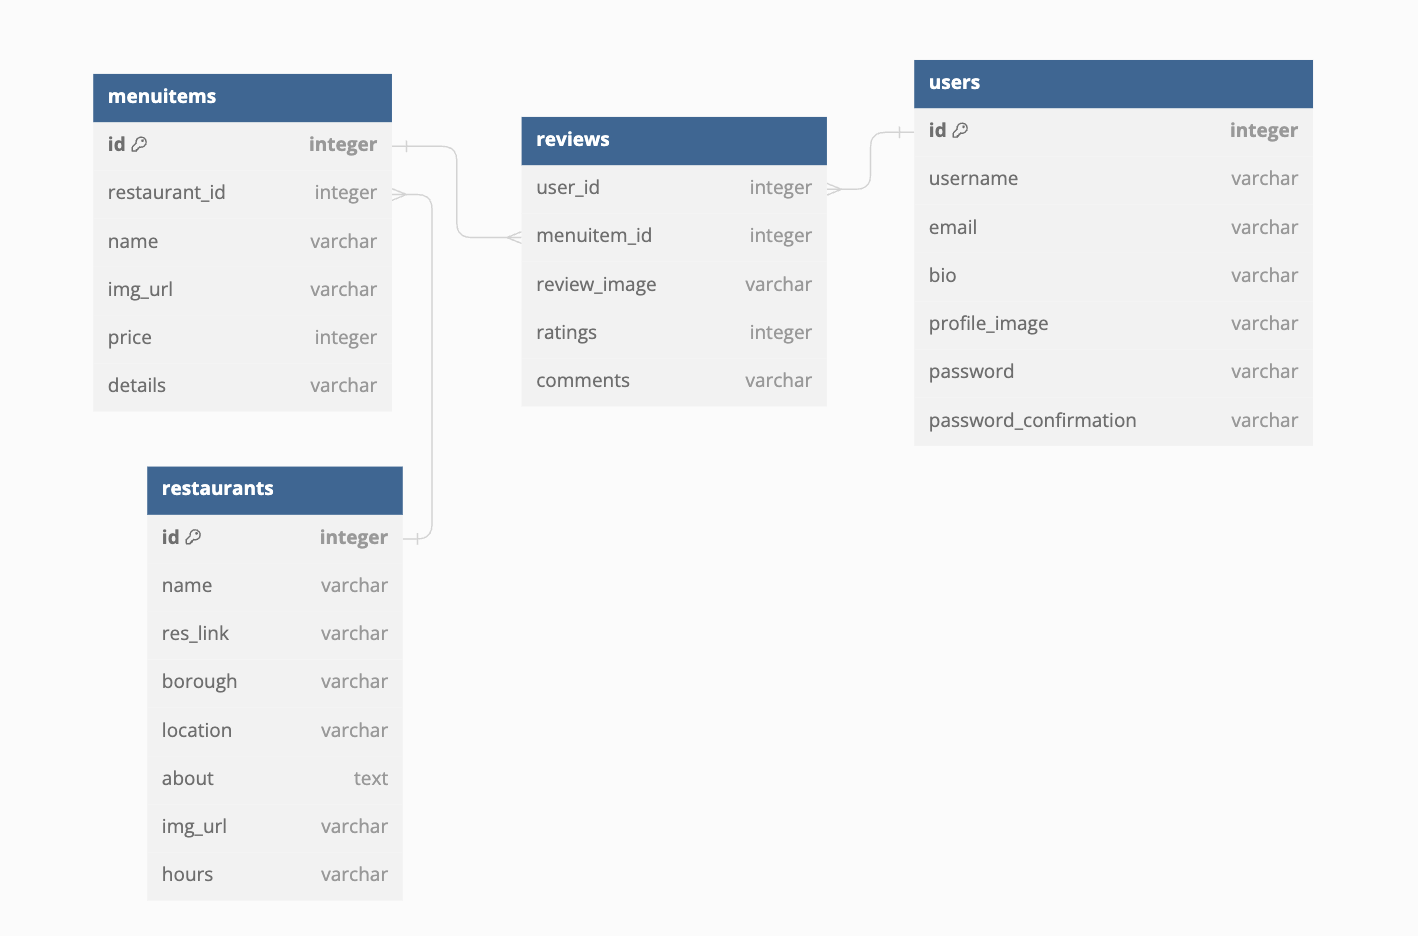 menuitems
id integer
restaurant_id integer
name varchar
img_url varchar
price integer
details varchar
reviews
user_id integer
menuitem_id integer
review_image varchar
ratings integer
comments varchar
users
id integer
username varchar
email varchar
bio varchar
profile_image varchar
password varchar
password_confirmation varchar
restaurants
id integer
name varchar
res_link varchar
borough varchar
location varchar
about text
img_url varchar
hours varchar